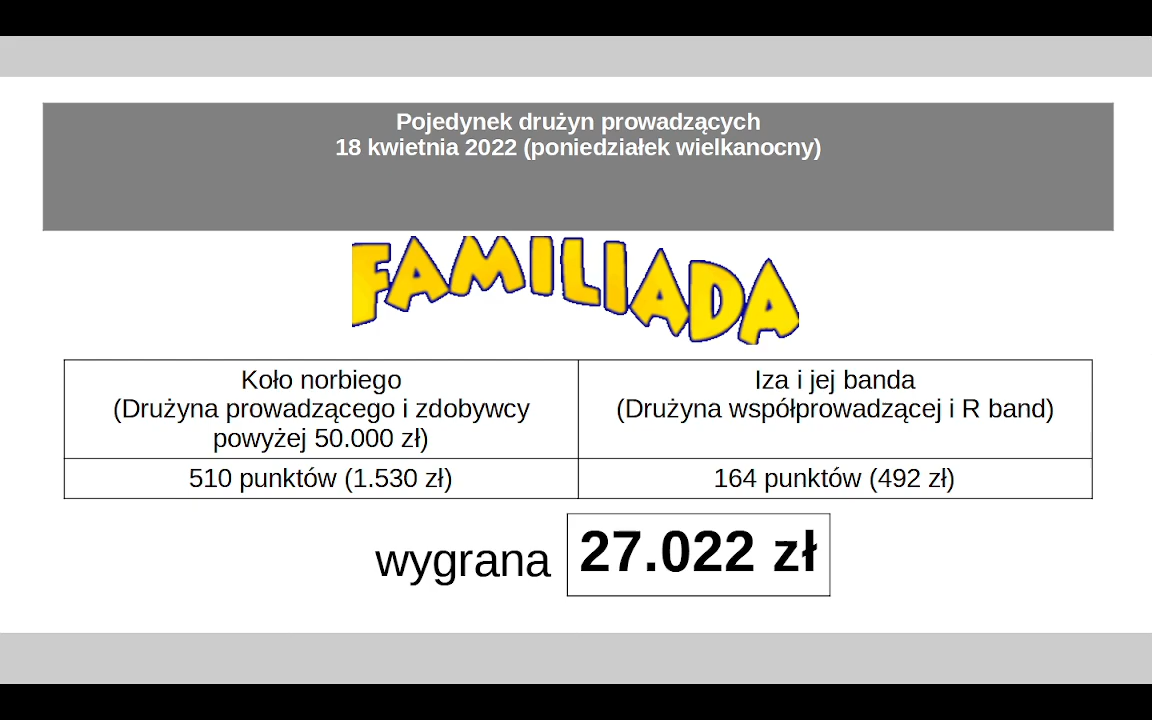 Pojedynek drużyn prowadzących
18 kwietnia 2022 (poniedziałek wielkanocny)
FAMILIADA
Koło norbiego
(Drużyna prowadzącego i zdobywcy
powyżej 50.000 zł)
Iza i jej banda
(Drużyna współprowadzącej i R band)
510 punktów (1.530 zł)
164 punktów (492 zł)
wygrana 27.022 zł